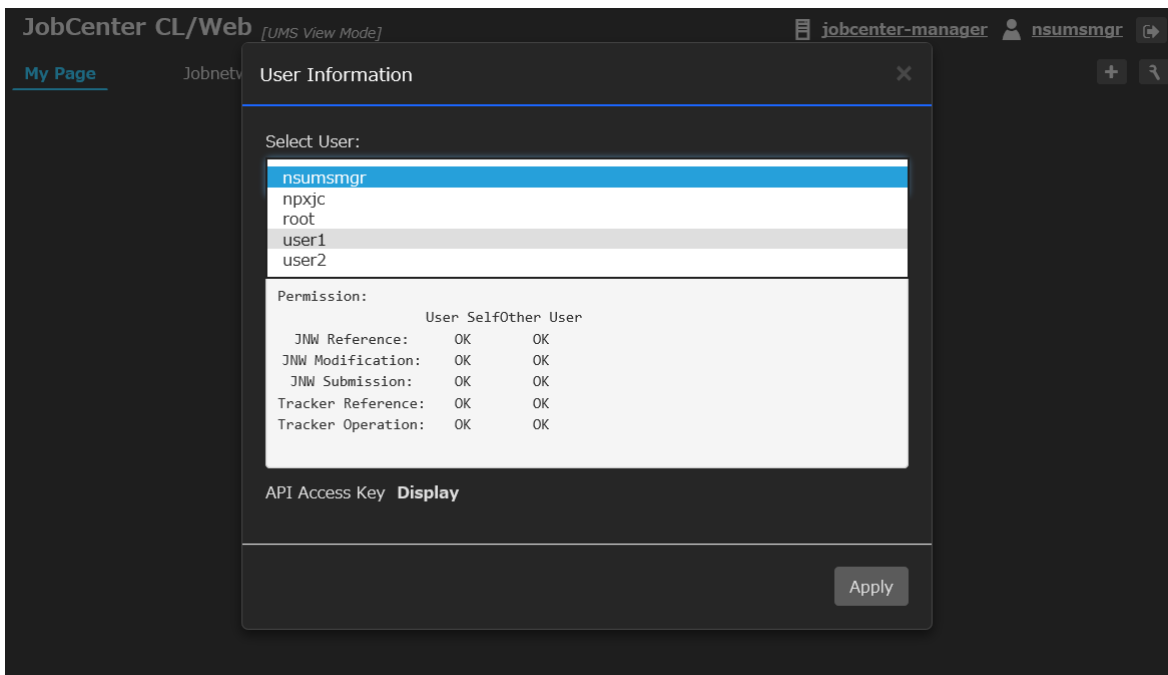 JobCenter CL/Web [UMS View Mode] jobcenter-manager nsumsmgr
My Page Jobnetw
User Information
Select User:
nsumsmgr
npxjc
root
user1
user2
Permission:
User SelfOther User
JNW Reference: OK OK
JNW Modification: OK OK
JNW Submission: OK OK
Tracker Reference: OK OK
Tracker Operation: OK OK
API Access Key Display
Apply